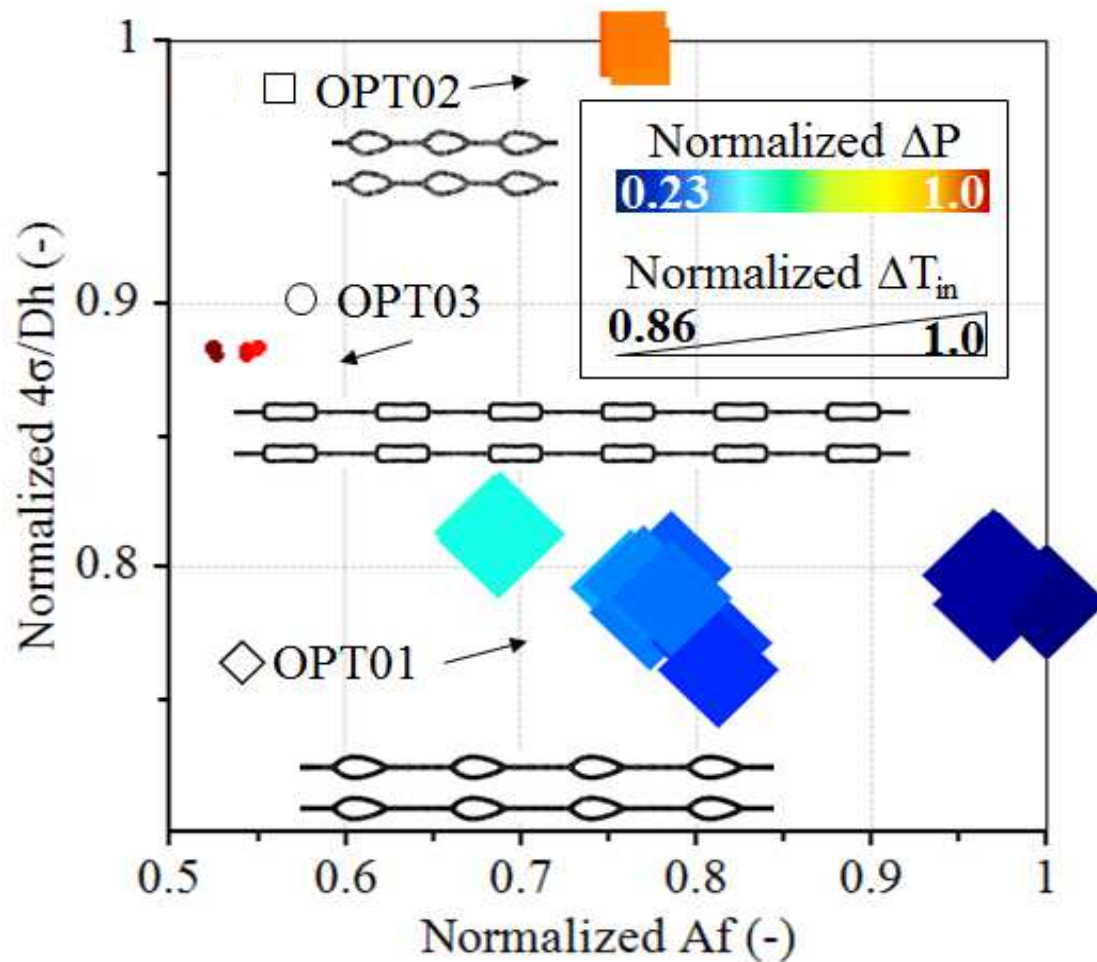 1
OPT02
Normalized ΔP
0.23 1.0
Normalized ΔT_in
0.86
1.0
0.9
OPT03
Normalized 4σ/Dh (-)
0.8
OPT01
0.5 0.6 0.7 0.8 0.9 1
Normalized Af (-)